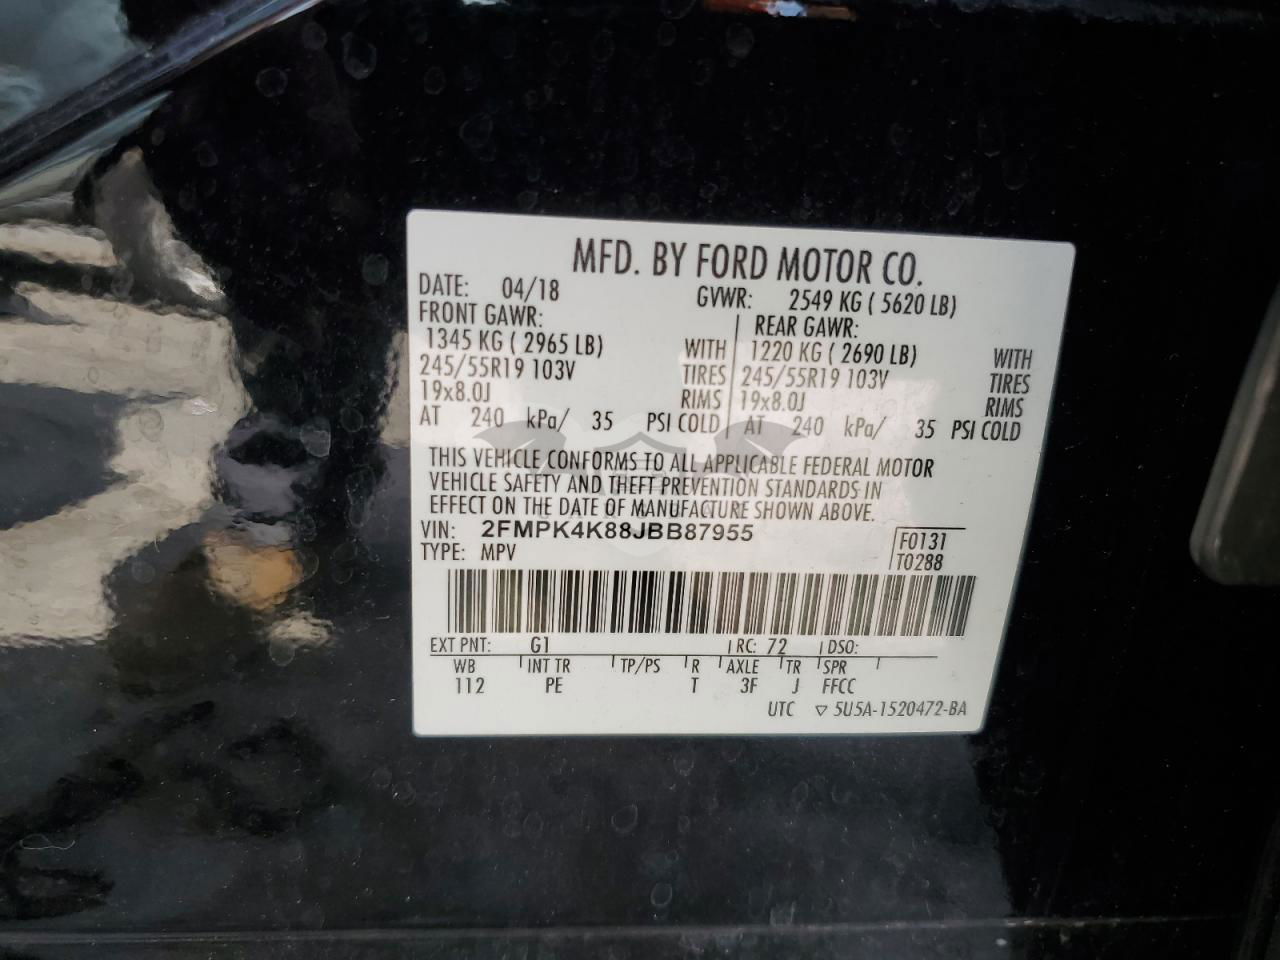 MFD. BY FORD MOTOR CO.
DATE: 04/18 GVWR: 2549 KG ( 5620 LB)
FRONT GAWR: REAR GAWR:
1345 KG ( 2965 LB) WITH 1220 KG ( 2690 LB) WITH
245/55R19 103V TIRES 245/55R19 103V TIRES
19x8.0J RIMS 19x8.0J RIMS
AT 240 kPa/ 35 PSI COLD AT 240 kPa/ 35 PSI COLD
THIS VEHICLE CONFORMS TO ALL APPLICABLE FEDERAL MOTOR
VEHICLE SAFETY AND THEFT PREVENTION STANDARDS IN
EFFECT ON THE DATE OF MANUFACTURE SHOWN ABOVE.
VIN: 2FMPK4K88JBB87955 F0131
TYPE: MPV T0288
EXT PNT: G1 RC: 72 DSO:
WB INT TR TP/PS R AXLE TR SPR
112 PE T 3F J FFCC
UTC ▽ 5U5A-1520472-BA